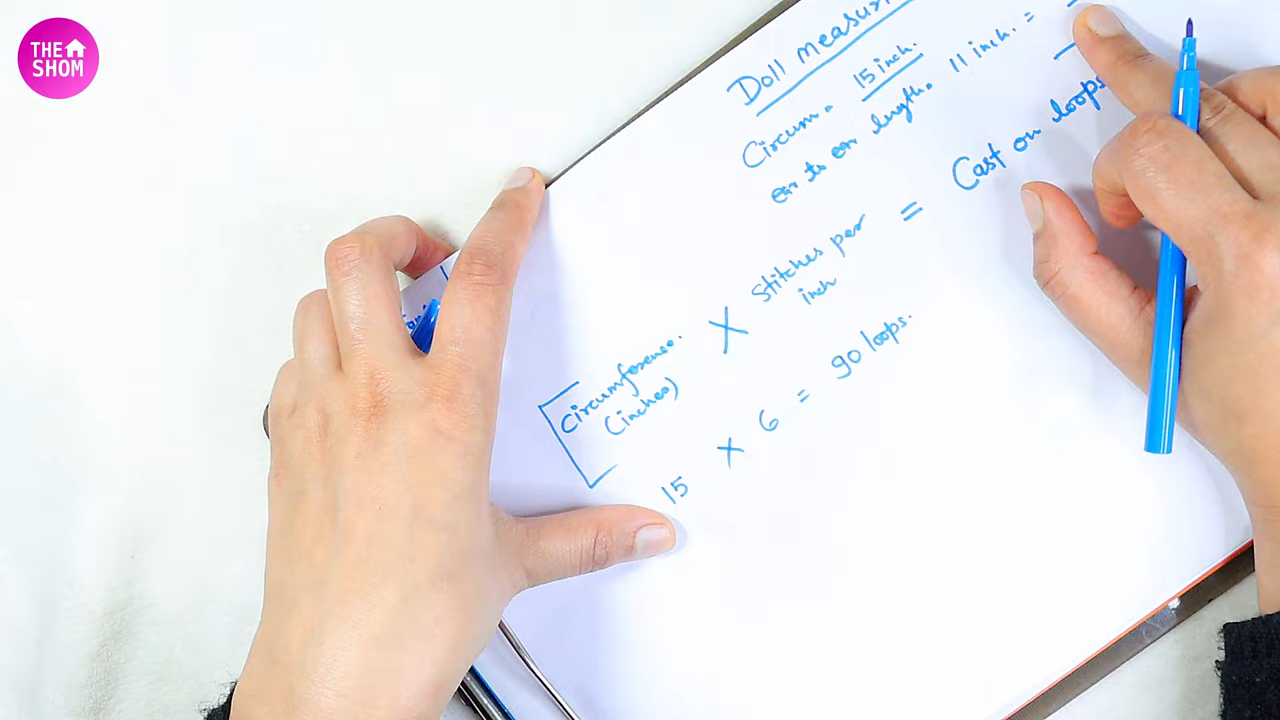 THE
SHOM
Doll measur
Circum. 15 inch.
ear to ear length. 11 inch. =
Circumference. X Stitches per = Cast on loops
(inches) inch
15 x 6 = 90 loops.